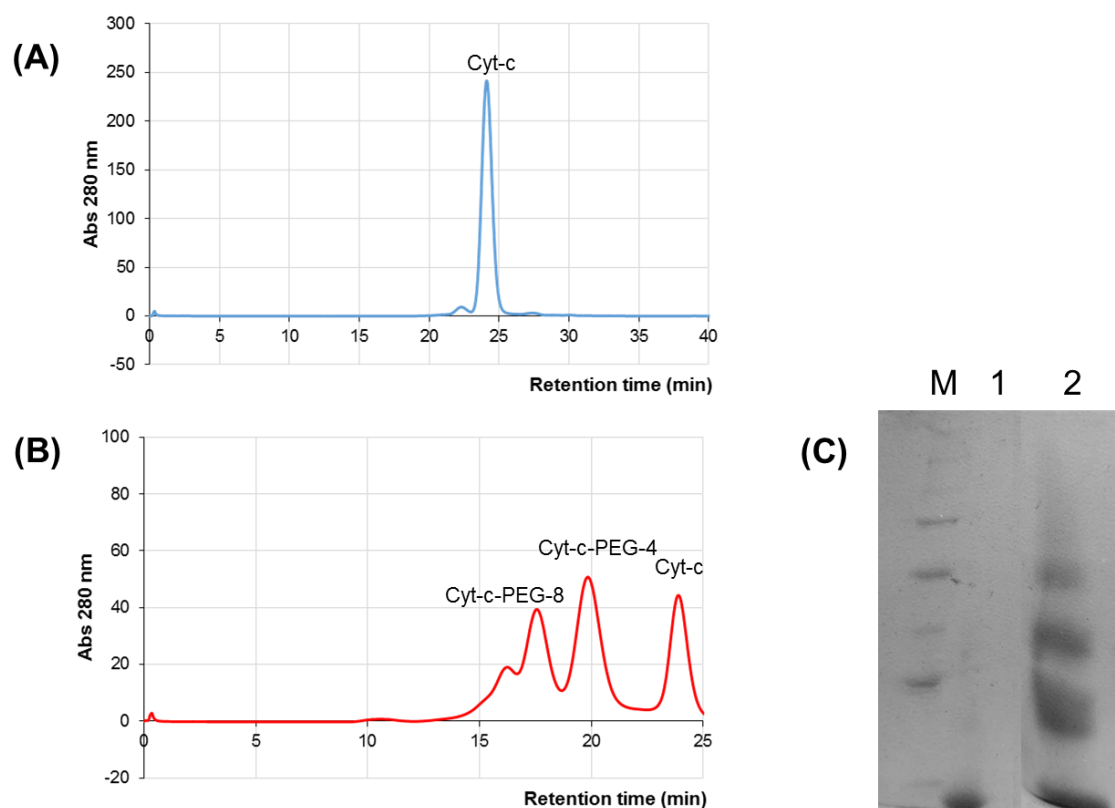 (A)
300
250
200
150
100
50
0
-50
Abs 280 nm
Cyt-c
0 5 10 15 20 25 30 35 40
Retention time (min)
(B)
100
80
60
40
20
0
-20
Abs 280 nm
Cyt-c-PEG-8
Cyt-c-PEG-4
Cyt-c
0 5 10 15 20 25
Retention time (min)
(C)
M 1 2